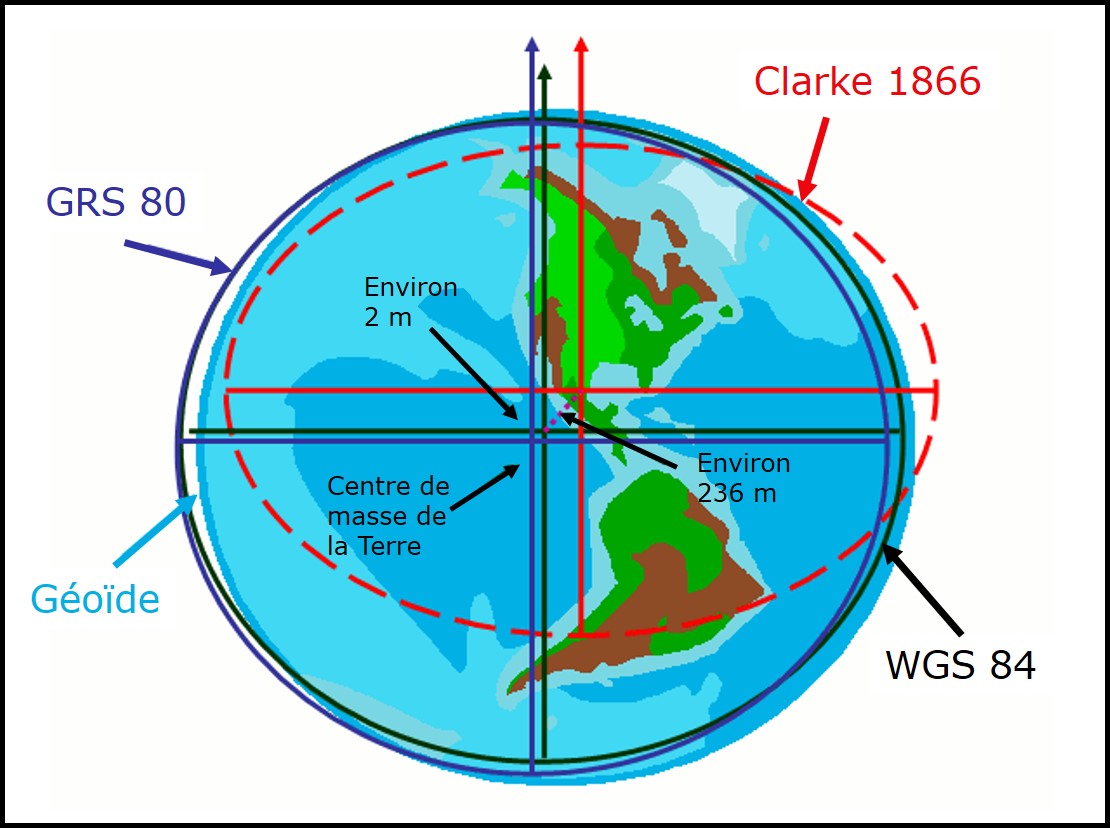 Clarke 1866
GRS 80
Environ
2 m
Environ
236 m
Centre de
masse de
la Terre
Géoïde
WGS 84